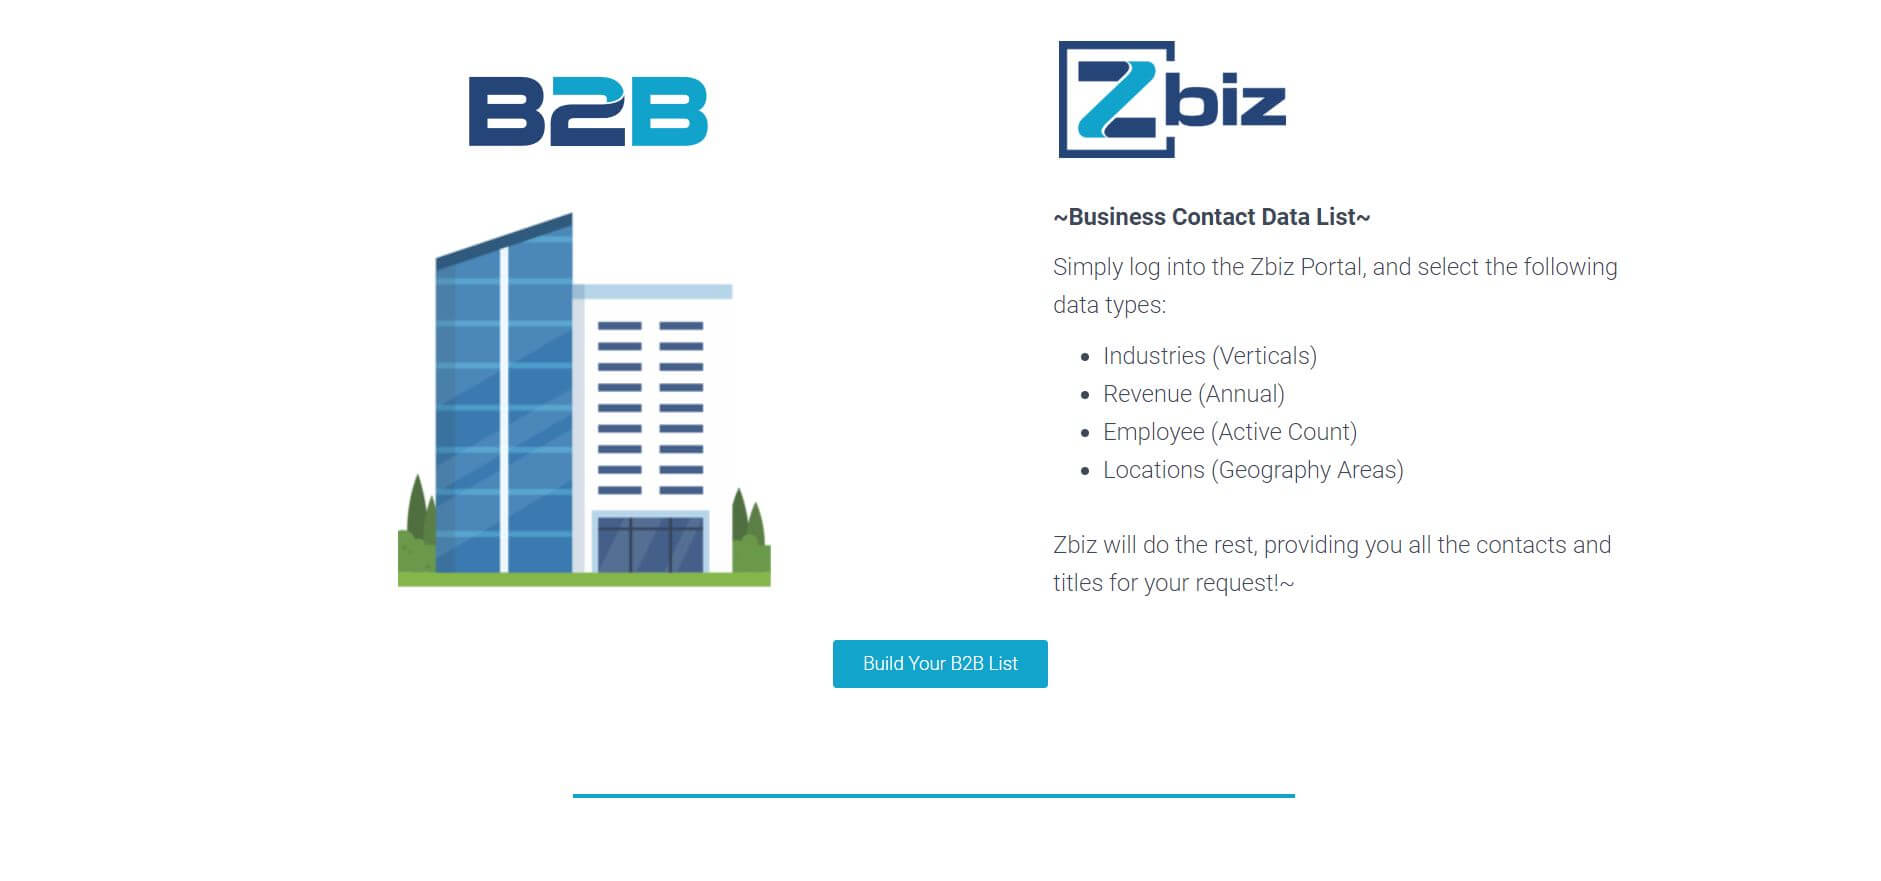 B2B
Zbiz
~Business Contact Data List~
Simply log into the Zbiz Portal, and select the following
data types:
• Industries (Verticals)
• Revenue (Annual)
• Employee (Active Count)
• Locations (Geography Areas)
Zbiz will do the rest, providing you all the contacts and
titles for your request!~
Build Your B2B List